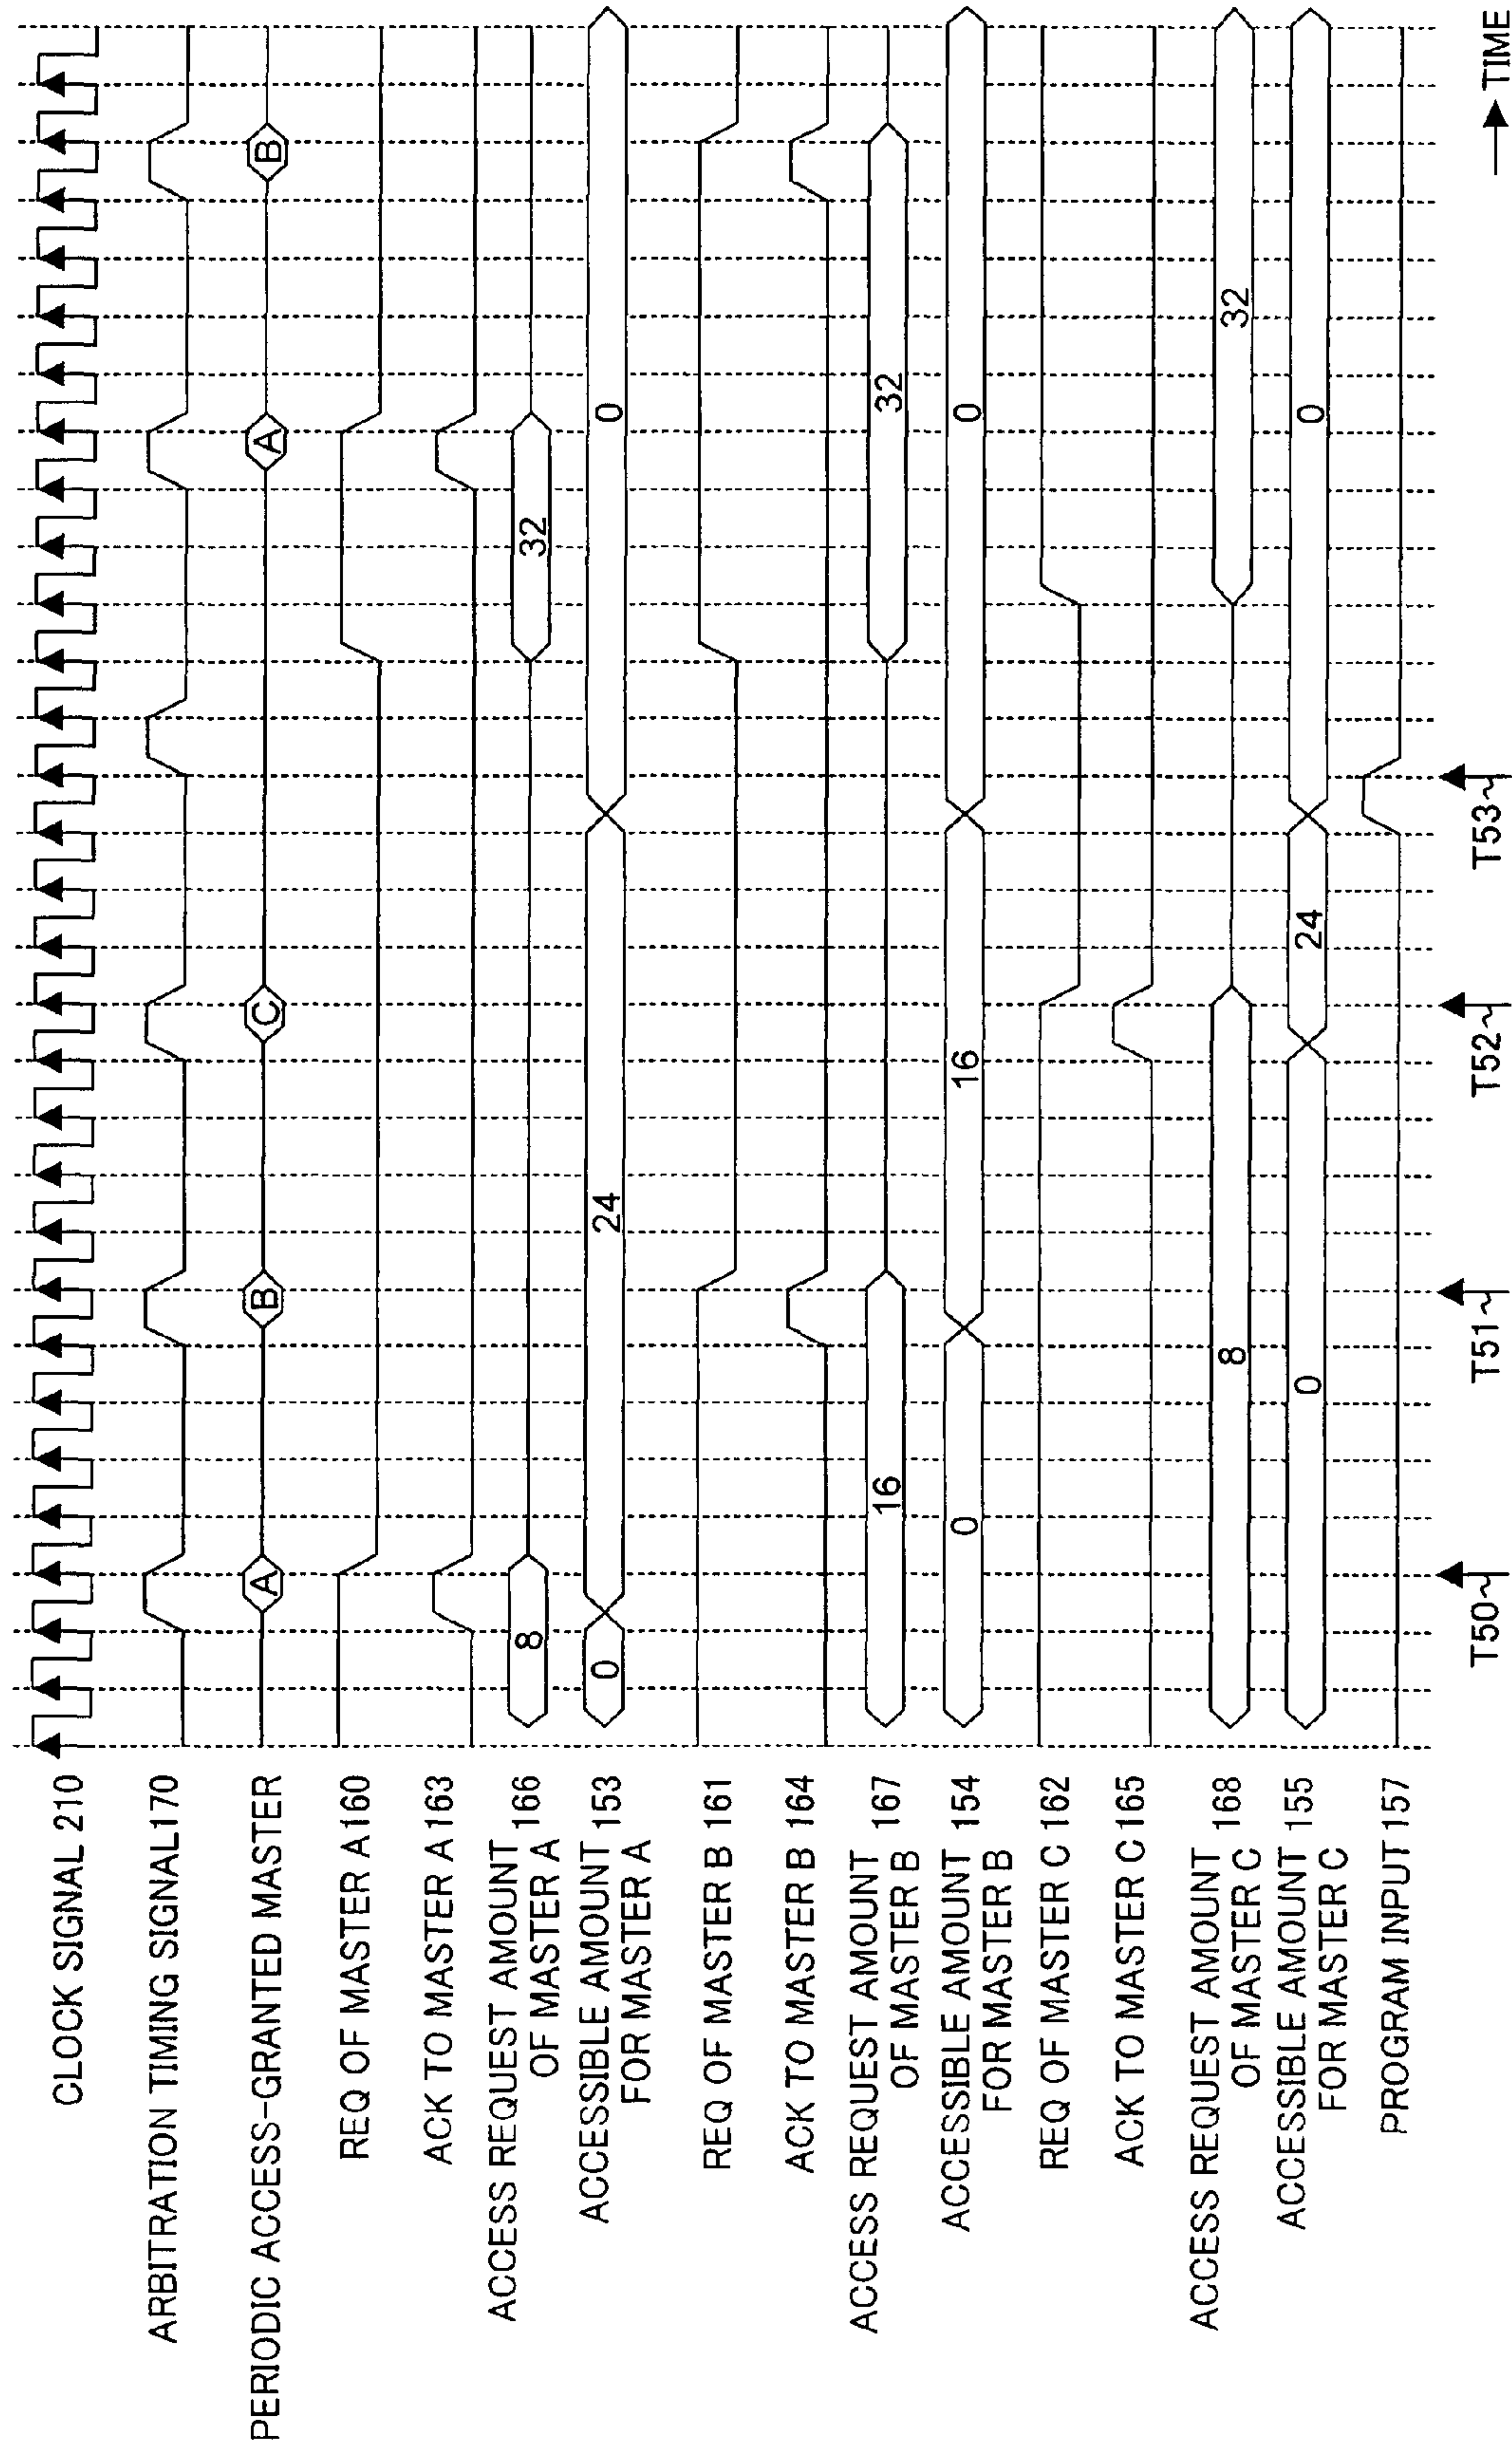 CLOCK SIGNAL 210
ARBITRATION TIMING SIGNAL170
PERIODIC ACCESS-GRANTED MASTER
A B C A B
REQ OF MASTER A160
ACK TO MASTER A163
ACCESS REQUEST AMOUNT 166
OF MASTER A
8 32
ACCESSIBLE AMOUNT 153
FOR MASTER A
0 24 0
REQ OF MASTER B 161
ACK TO MASTER B 164
ACCESS REQUEST AMOUNT 167
OF MASTER B
16 32
ACCESSIBLE AMOUNT 154
FOR MASTER B
0 16 0
REQ OF MASTER C 162
ACK TO MASTER C 165
ACCESS REQUEST AMOUNT 168
OF MASTER C
8 32
ACCESSIBLE AMOUNT 155
FOR MASTER C
0 24 0
PROGRAM INPUT 157
T50 T51 T52 T53 TIME